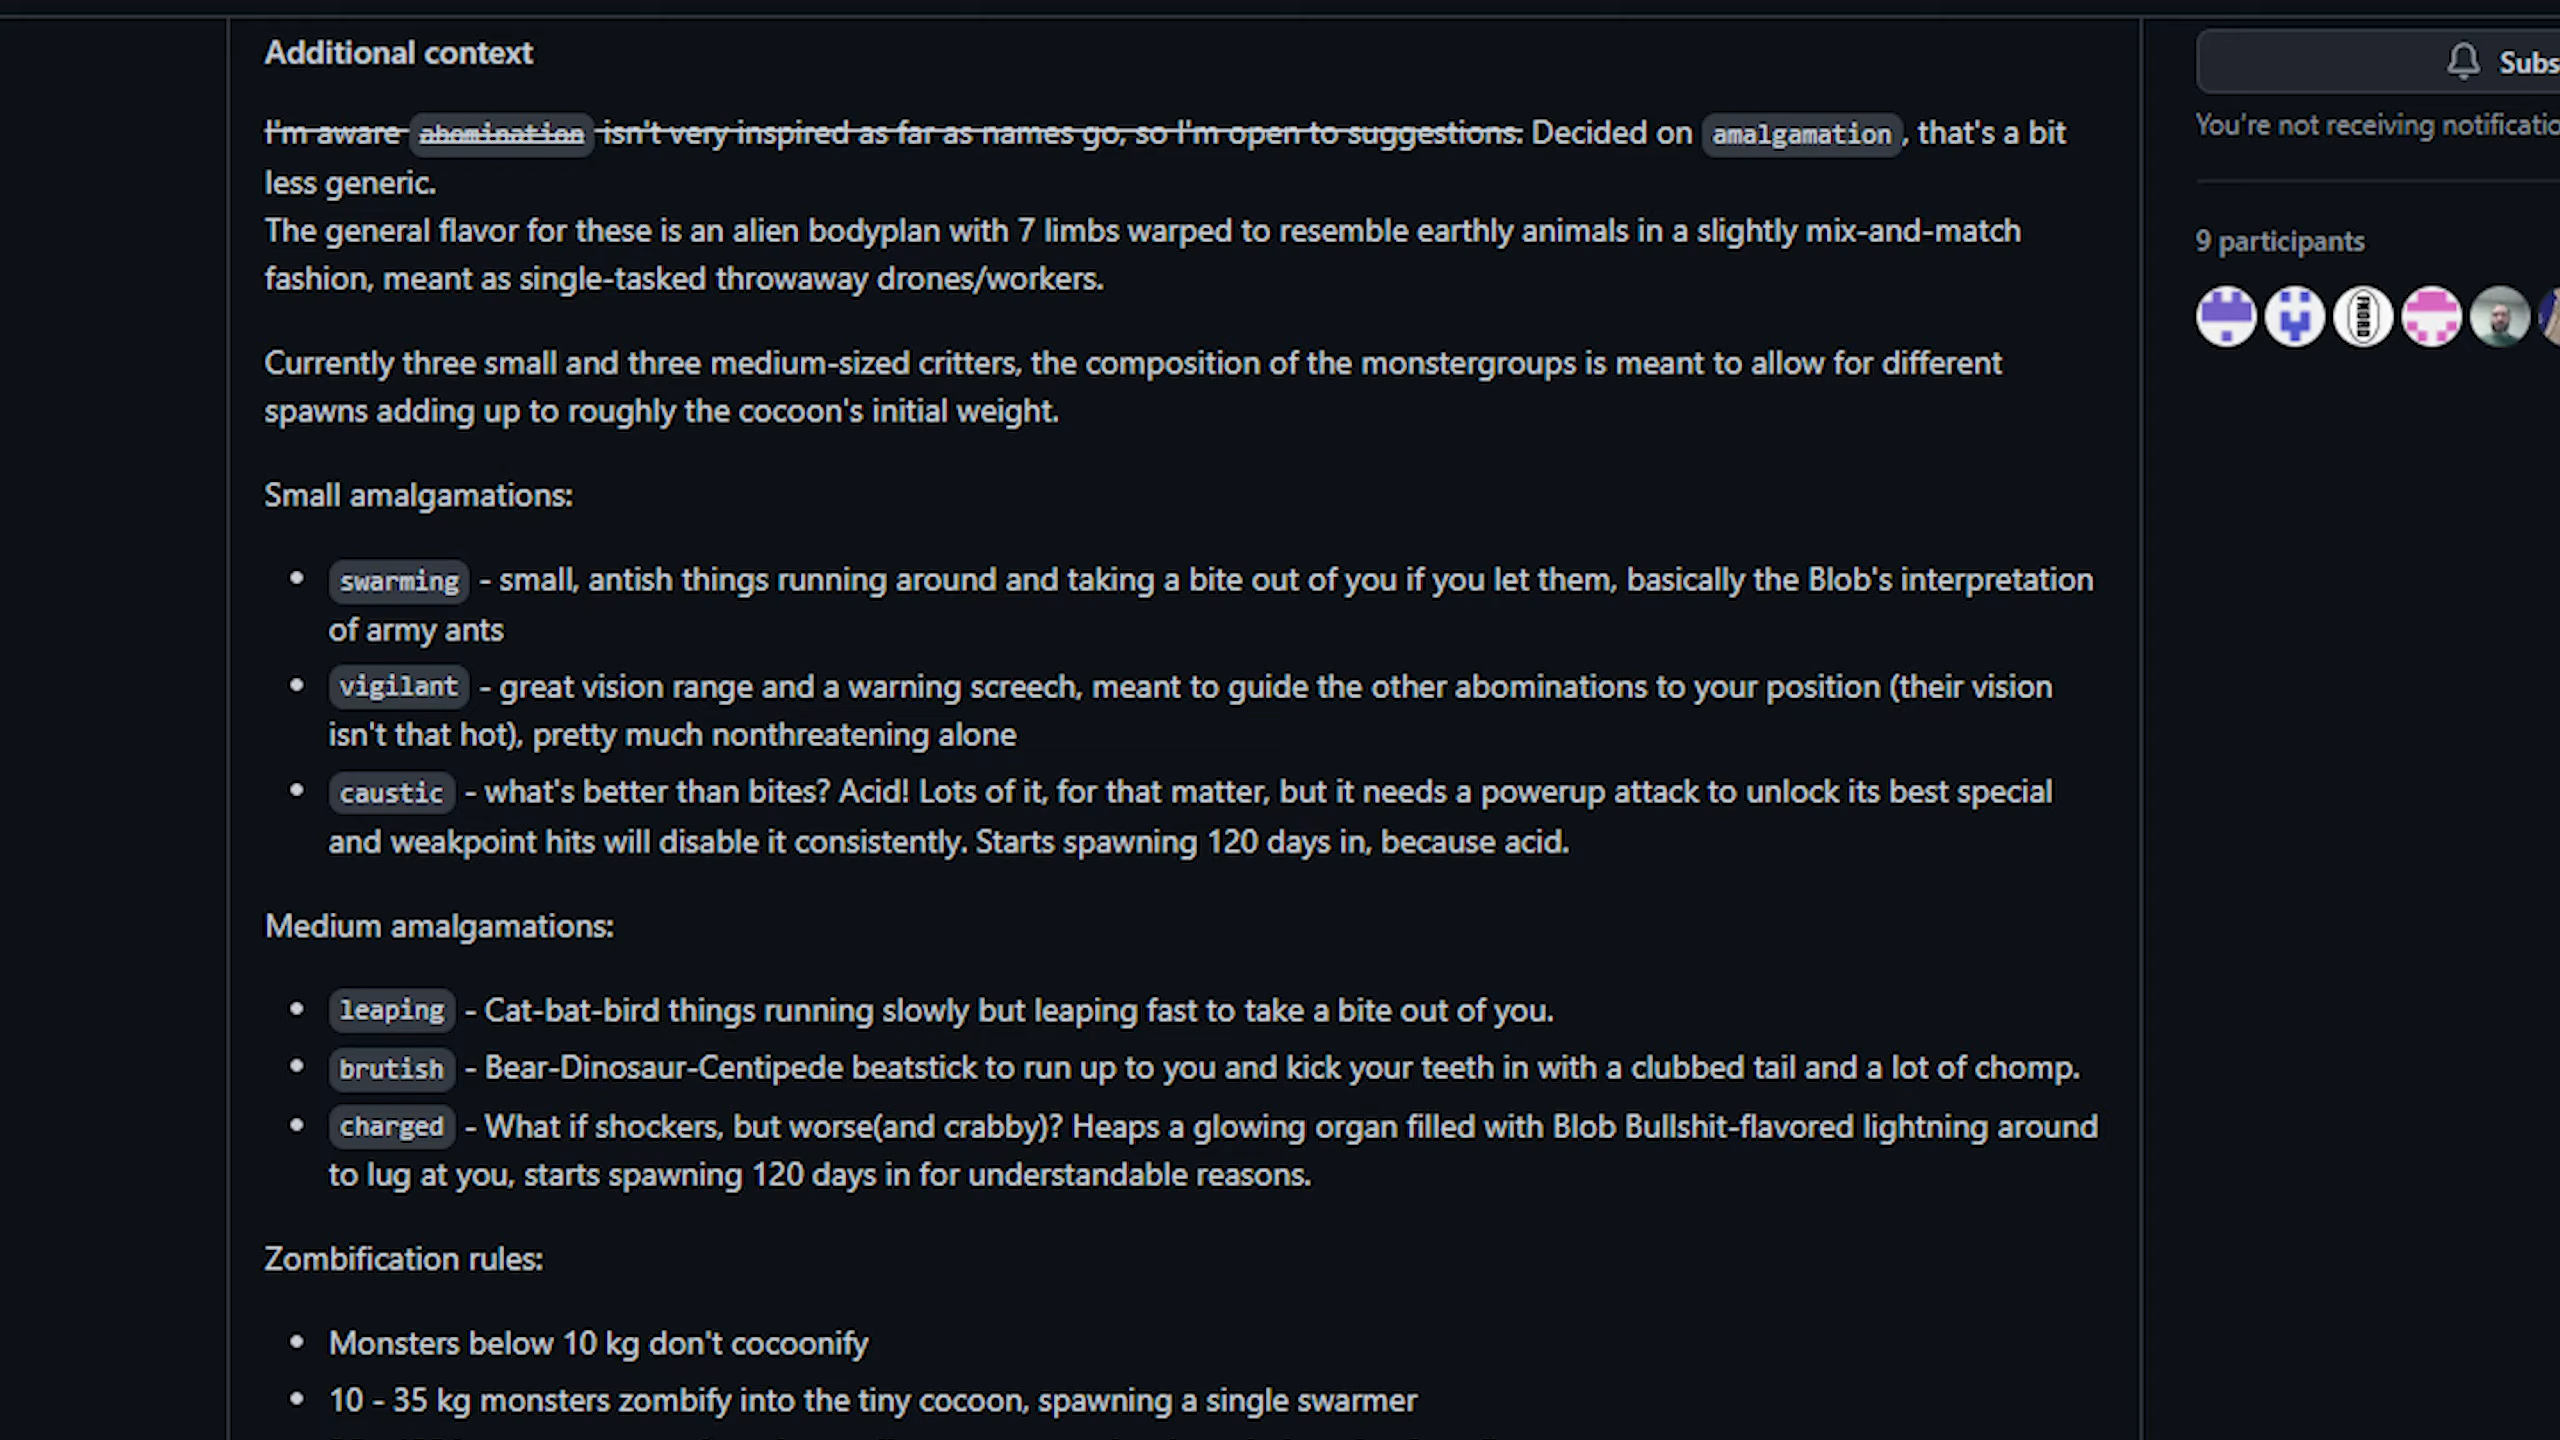 Additional context
I'm aware abomination isn't very inspired as far as names go, so I'm open to suggestions. Decided on amalgamation, that's a bit
less generic.
The general flavor for these is an alien bodyplan with 7 limbs warped to resemble earthly animals in a slightly mix-and-match
fashion, meant as single-tasked throwaway drones/workers.
Currently three small and three medium-sized critters, the composition of the monstergroups is meant to allow for different
spawns adding up to roughly the cocoon's initial weight.
Small amalgamations:
• swarming - small, antish things running around and taking a bite out of you if you let them, basically the Blob's interpretation
of army ants
• vigilant - great vision range and a warning screech, meant to guide the other abominations to your position (their vision
isn't that hot), pretty much nonthreatening alone
• caustic - what's better than bites? Acid! Lots of it, for that matter, but it needs a powerup attack to unlock its best special
and weakpoint hits will disable it consistently. Starts spawning 120 days in, because acid.
Medium amalgamations:
• leaping - Cat-bat-bird things running slowly but leaping fast to take a bite out of you.
• brutish - Bear-Dinosaur-Centipede beatstick to run up to you and kick your teeth in with a clubbed tail and a lot of chomp.
• charged - What if shockers, but worse(and crabby)? Heaps a glowing organ filled with Blob Bullshit-flavored lightning around
to lug at you, starts spawning 120 days in for understandable reasons.
Zombification rules:
• Monsters below 10 kg don't cocoonify
• 10 - 35 kg monsters zombify into the tiny cocoon, spawning a single swarmer
Subs
You're not receiving notificatio
9 participants
FNORD